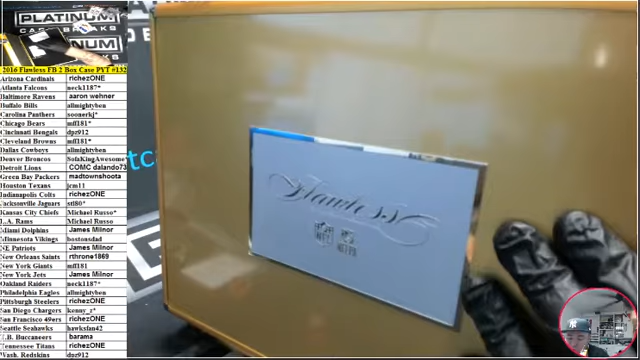 PLATINUM
2016 Flawless FB 2 Box Case PYT #132
Arizona Cardinals richezONE
Atlanta Falcons neck1187*
Baltimore Ravens aaron wehner
Buffalo Bills allmightyben
Carolina Panthers soonerkj*
Chicago Bears mfl181*
Cincinnati Bengals dpz912
Cleveland Browns mfl181*
Dallas Cowboys allmightyben
Denver Broncos SofaKingAwesome*
Detroit Lions COMC dalando73
Green Bay Packers madtownshoota
Houston Texans jcm11
Indianapolis Colts richezONE
Jacksonville Jaguars stl80*
Kansas City Chiefs Michael Russo*
L.A. Rams Michael Russo
Miami Dolphins James Milnor
Minnesota Vikings bostonsdad
NE Patriots James Milnor
New Orleans Saints rthrone1869
New York Giants mfl181
New York Jets James Milnor
Oakland Raiders neck1187*
Philadelphia Eagles allmightyben
Pittsburgh Steelers richezONE
San Diego Chargers kenny_r*
San Francisco 49ers richezONE
Seattle Seahawks hawksfan42
T.B. Buccaneers barama
Tennessee Titans richezONE
Wash. Redskins dpz912
Flawless
NFL